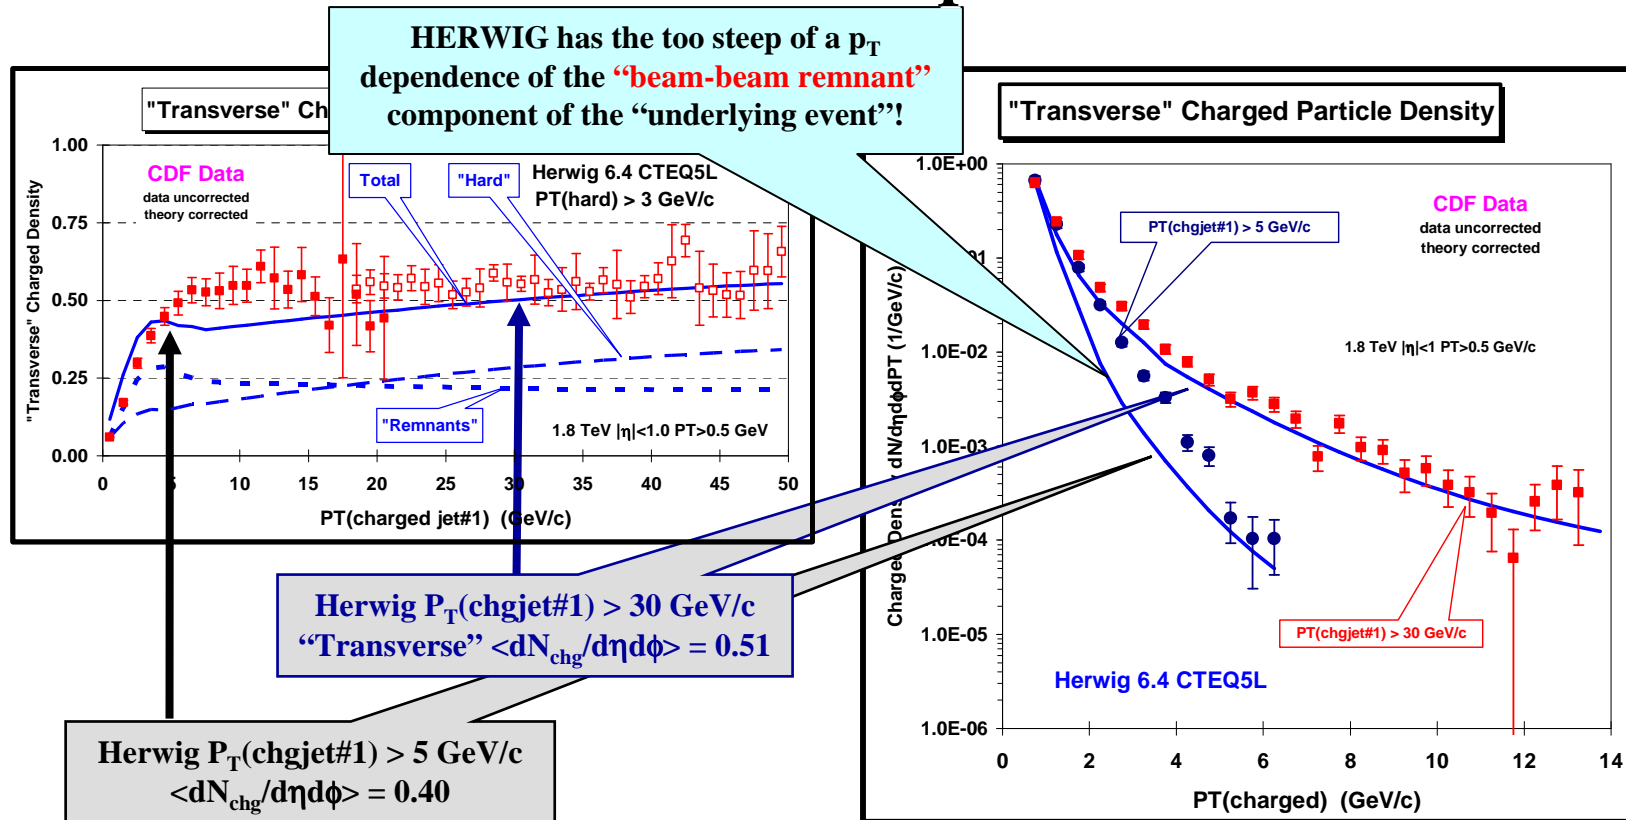 HERWIG has the too steep of a pT
dependence of the “beam-beam remnant”
component of the “underlying event”!
"Transverse"
1.00
0.75
0.50
0.25
0.00
"Transverse" Charged Density
CDF Data
data uncorrected
theory corrected
Total
"Hard"
Herwig 6.4 CTEQ5L
PT(hard) > 3 GeV/c
"Remnants"
1.8 TeV |η|<1.0 PT>0.5 GeV
0 5 10 15 20 25 30 35 40 45 50
PT(charged jet#1) (GeV/c)
"Transverse" Charged Particle Density
1.0E+00
1.0E-02
1.0E-03
1.0E-04
1.0E-05
1.0E-06
Charged Density dN/dηdφdPT (1/GeV/c)
CDF Data
data uncorrected
theory corrected
PT(chgjet#1) > 5 GeV/c
1.8 TeV |η|<1 PT>0.5 GeV/c
PT(chgjet#1) > 30 GeV/c
Herwig 6.4 CTEQ5L
0 2 4 6 8 10 12 14
PT(charged) (GeV/c)
Herwig PT(chgjet#1) > 30 GeV/c
“Transverse” <dNchg/dηdφ> = 0.51
Herwig PT(chgjet#1) > 5 GeV/c
<dNchg/dηdφ> = 0.40